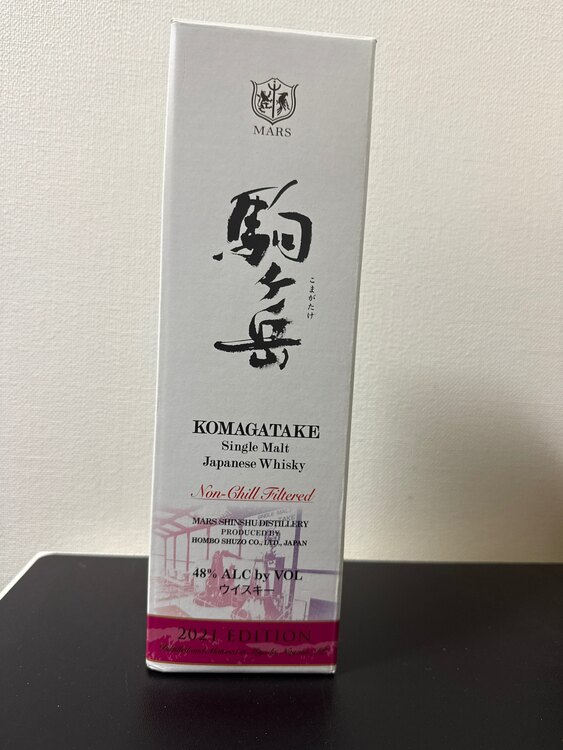 MARS
駒ヶ岳
こまがたけ
KOMAGATAKE
Single Malt
Japanese Whisky
Non-Chill Filtered
MARS SHINSHU DISTILLERY
PRODUCED BY
HOMBO SHUZO CO., LTD., JAPAN
48% ALC by VOL
ウイスキー
2021 EDITION